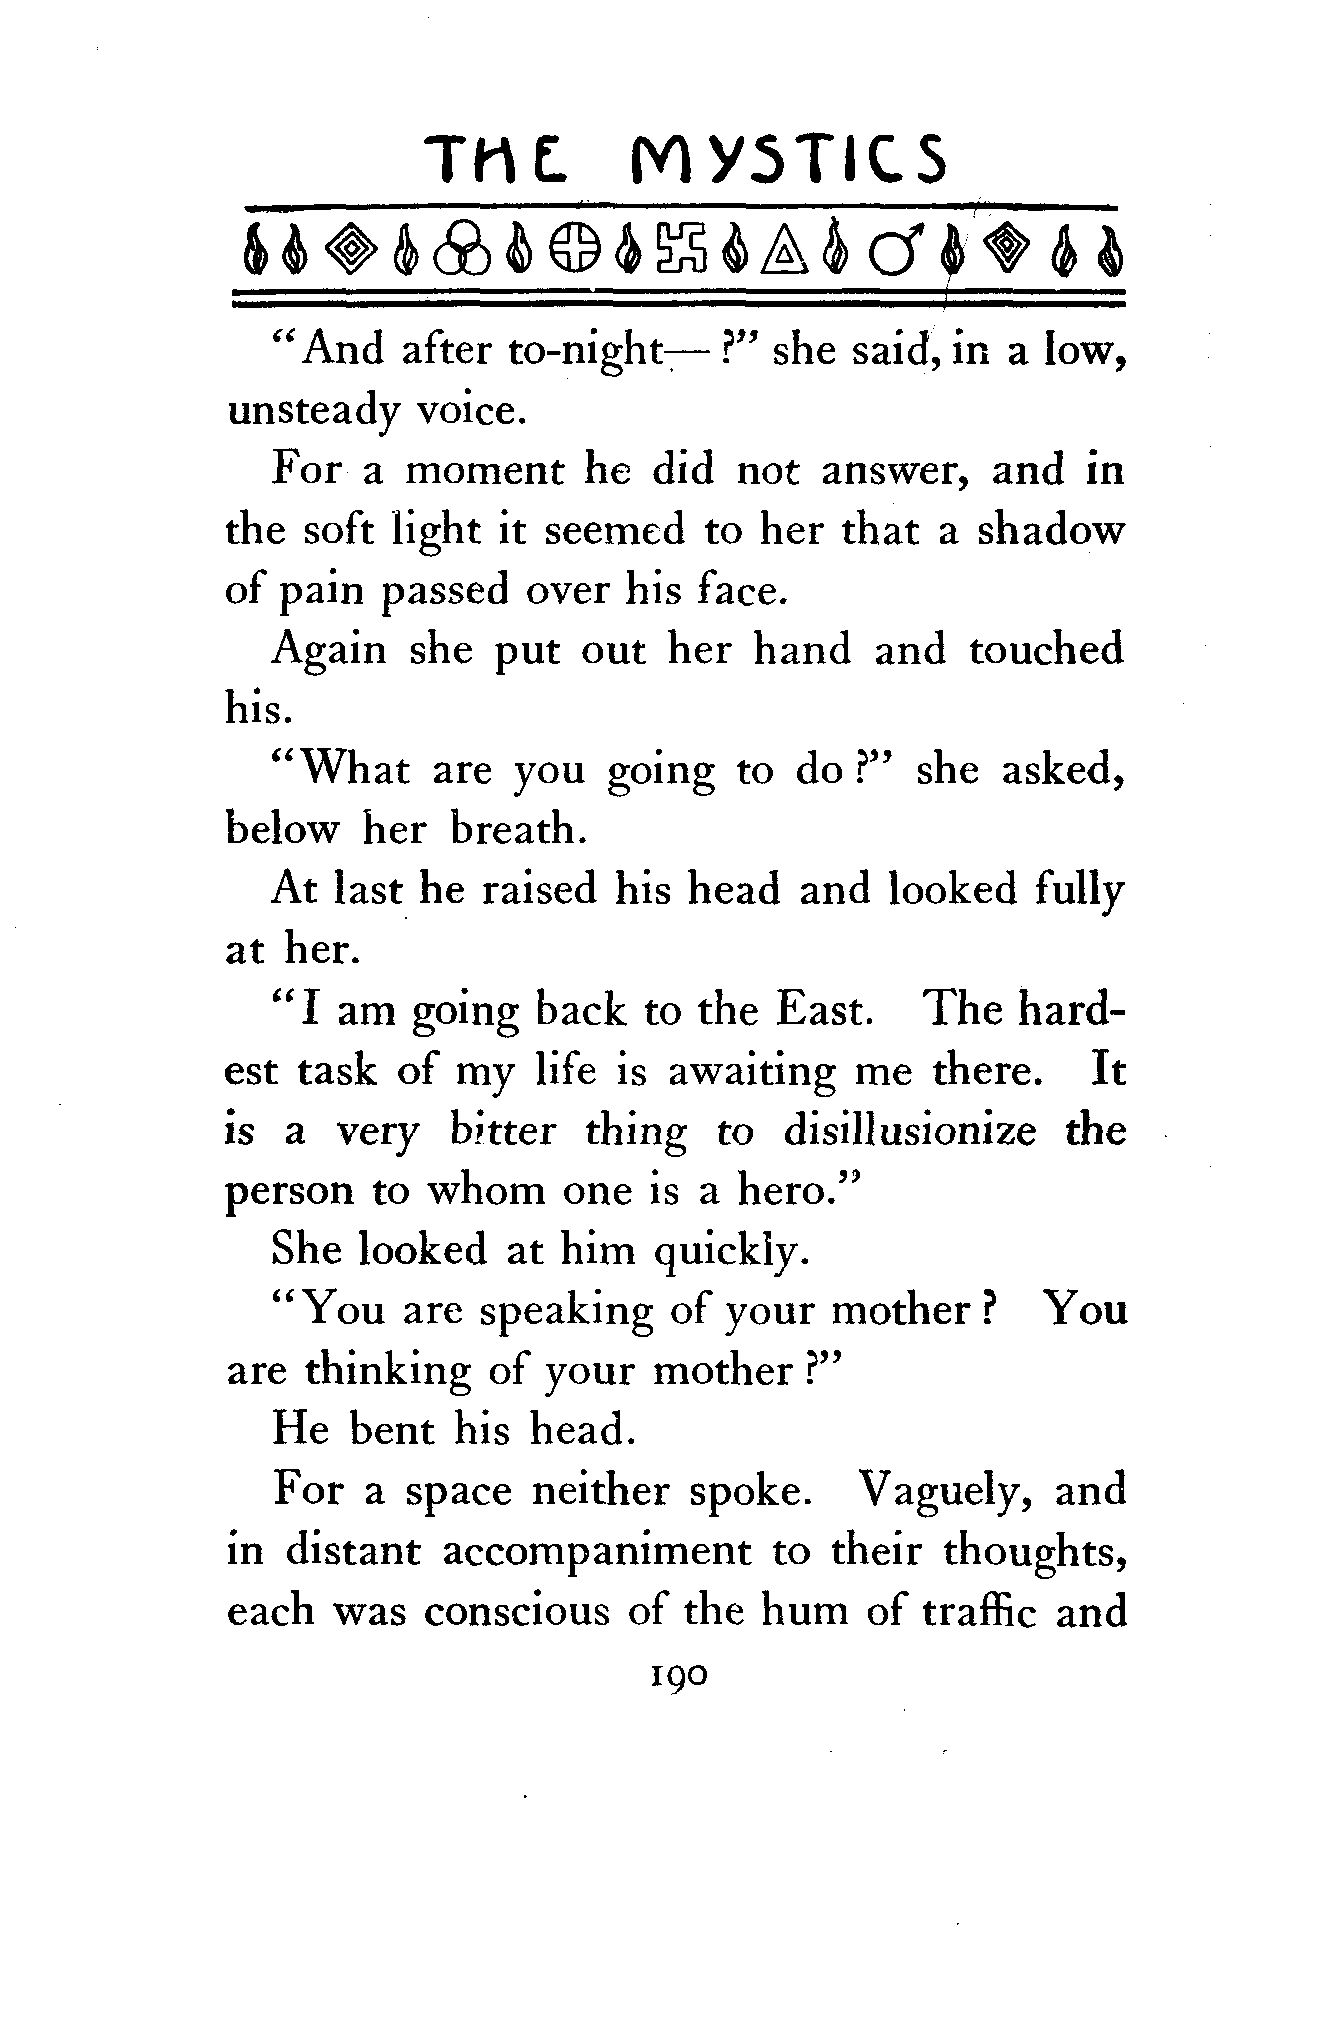 THE MYSTICS
"And after to-night— ?" she said, in a low,
unsteady voice.
For a moment he did not answer, and in
the soft light it seemed to her that a shadow
of pain passed over his face.
Again she put out her hand and touched
his.
"What are you going to do ?" she asked,
below her breath.
At last he raised his head and looked fully
at her.
"I am going back to the East. The hard-
est task of my life is awaiting me there. It
is a very bitter thing to disillusionize the
person to whom one is a hero."
She looked at him quickly.
"You are speaking of your mother ? You
are thinking of your mother ?"
He bent his head.
For a space neither spoke. Vaguely, and
in distant accompaniment to their thoughts,
each was conscious of the hum of traffic and
190